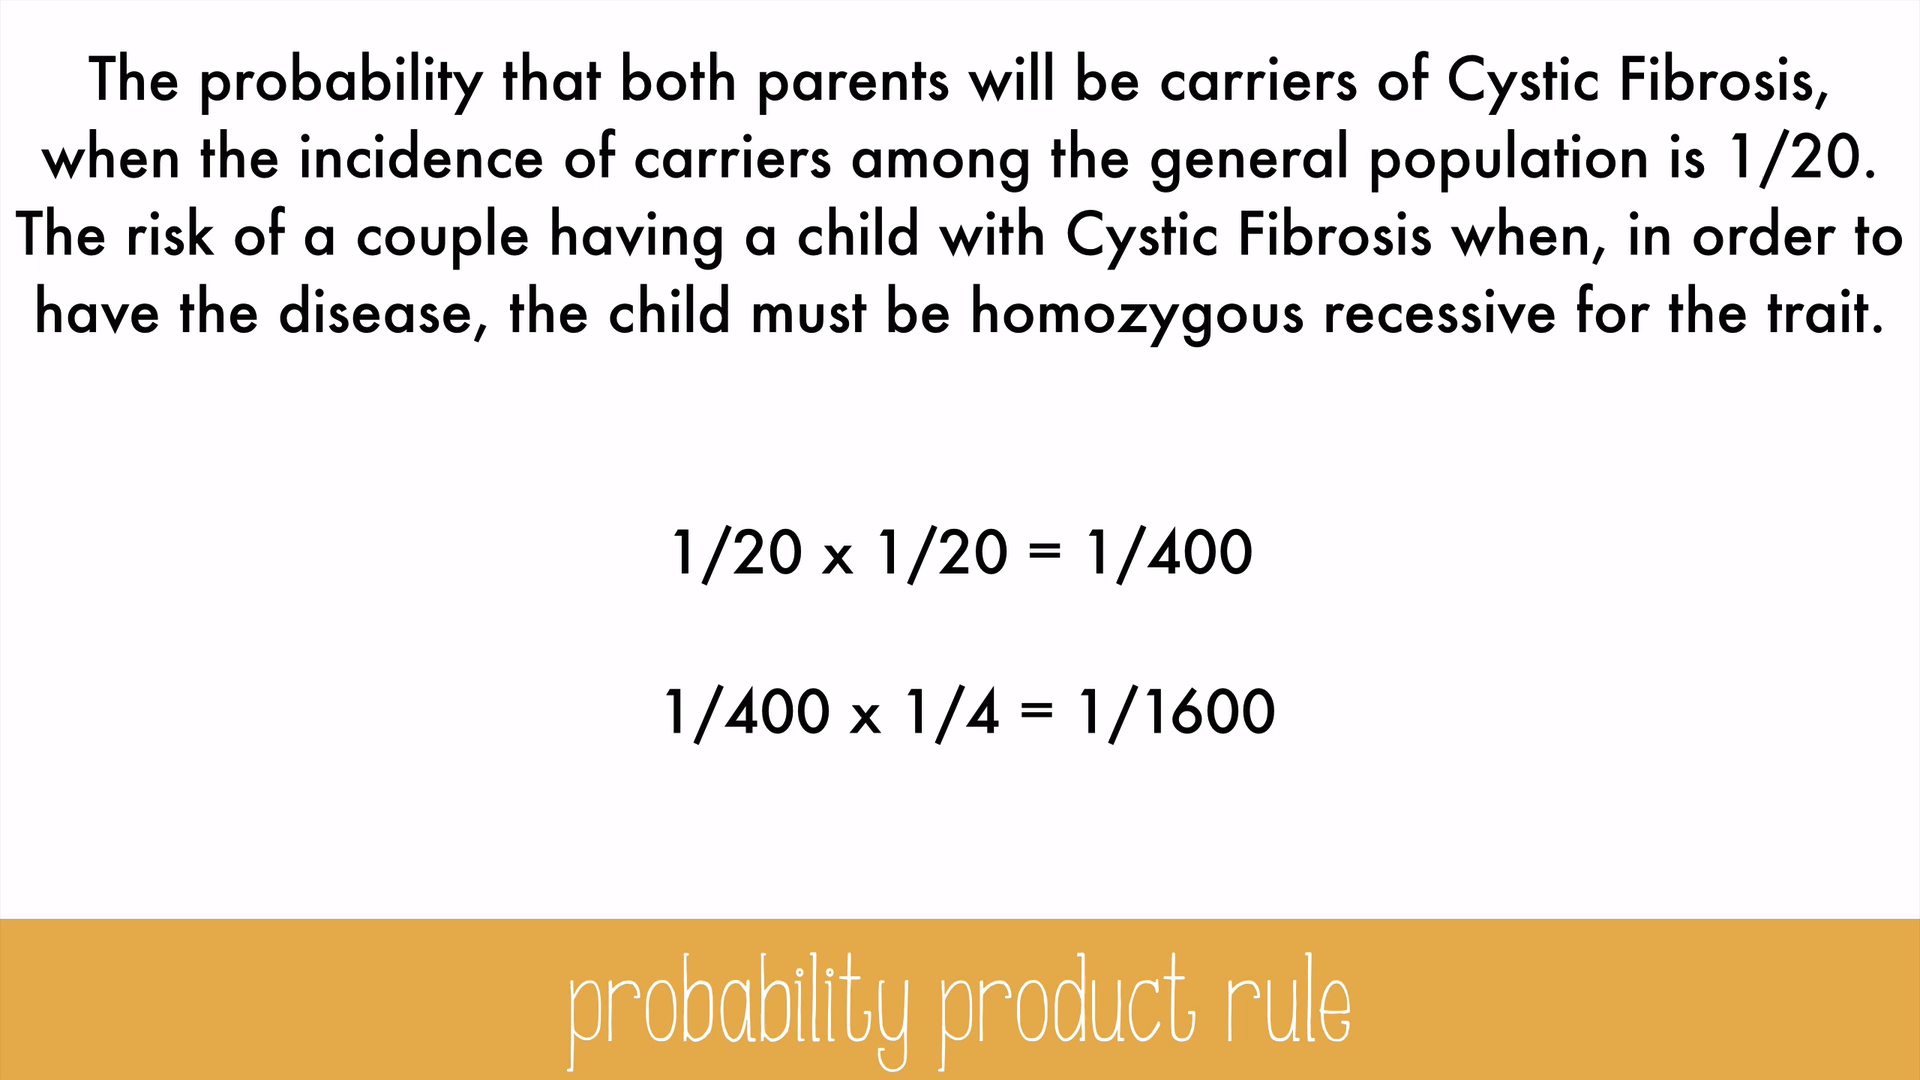 The probability that both parents will be carriers of Cystic Fibrosis,
when the incidence of carriers among the general population is 1/20.
The risk of a couple having a child with Cystic Fibrosis when, in order to
have the disease, the child must be homozygous recessive for the trait.
1/20 x 1/20 = 1/400
1/400 x 1/4 = 1/1600
probability product rule